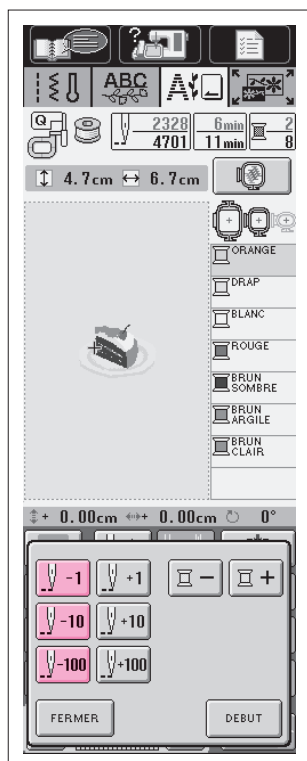 ABC
A
Q
2328 6min 2
4701 11min 8
4.7cm 6.7cm
ORANGE
DRAP
BLANC
ROUGE
BRUN
SOMBRE
BRUN
ARGILE
BRUN
CLAIR
+ 0.00cm + 0.00cm 0°
-1 +1 - +
-10 +10
-100 +100
FERMER DEBUT